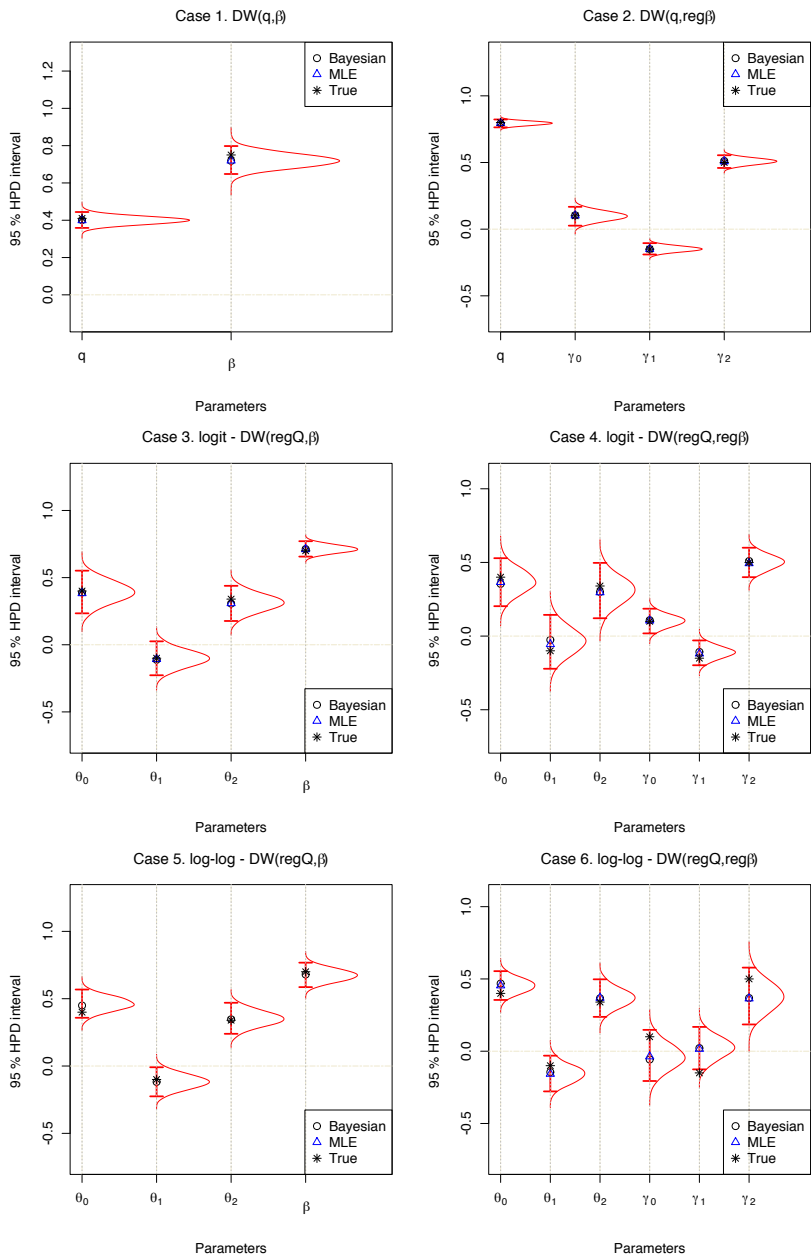 Case 1. DW(q,β)
95 % HPD interval
1.2
1.0
0.8
0.6
0.4
0.2
0.0
Bayesian
MLE
True
q
β
Parameters
Case 2. DW(q,regβ)
95 % HPD interval
1.0
0.5
0.0
-0.5
Bayesian
MLE
True
q
γ0
γ1
γ2
Parameters
Case 3. logit - DW(regQ,β)
95 % HPD interval
1.0
0.5
0.0
-0.5
Bayesian
MLE
True
θ0
θ1
θ2
β
Parameters
Case 4. logit - DW(regQ,regβ)
95 % HPD interval
1.0
0.5
0.0
-0.5
Bayesian
MLE
True
θ0
θ1
θ2
γ0
γ1
γ2
Parameters
Case 5. log-log - DW(regQ,β)
95 % HPD interval
1.0
0.5
0.0
-0.5
Bayesian
MLE
True
θ0
θ1
θ2
β
Parameters
Case 6. log-log - DW(regQ,regβ)
95 % HPD interval
1.0
0.5
0.0
-0.5
Bayesian
MLE
True
θ0
θ1
θ2
γ0
γ1
γ2
Parameters